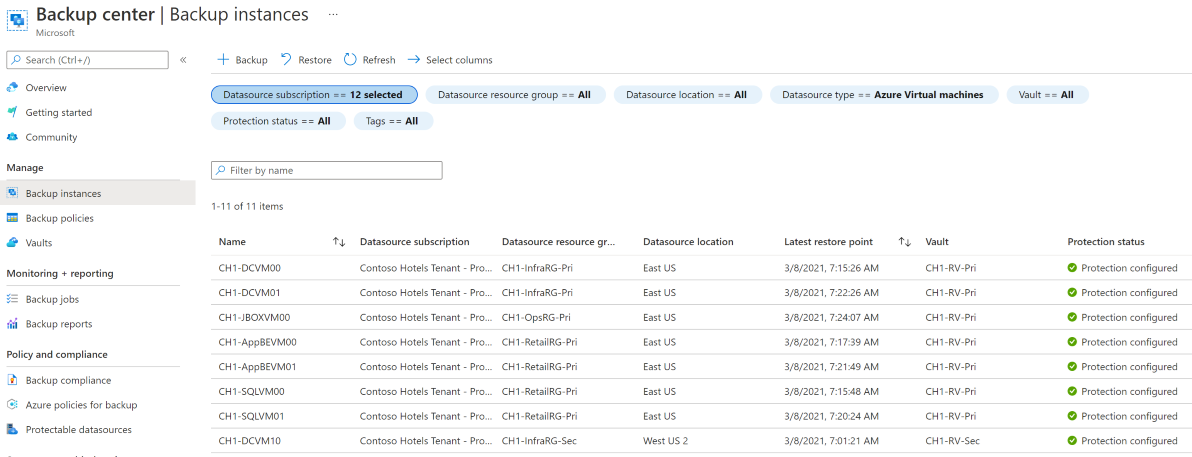 Backup center | Backup instances ...
Microsoft
Search (Ctrl+/) «
Overview
Getting started
Community
Manage
Backup instances
Backup policies
Vaults
Monitoring + reporting
Backup jobs
Backup reports
Policy and compliance
Backup compliance
Azure policies for backup
Protectable datasources
+ Backup Restore Refresh Select columns
Datasource subscription == 12 selected Datasource resource group == All Datasource location == All Datasource type == Azure Virtual machines Vault == All
Protection status == All Tags == All
Filter by name
1-11 of 11 items
Name ↑↓ Datasource subscription Datasource resource gr... Datasource location Latest restore point ↑↓ Vault Protection status
CH1-DCVM00 Contoso Hotels Tenant - Pro... CH1-InfraRG-Pri East US 3/8/2021, 7:15:26 AM CH1-RV-Pri Protection configured
CH1-DCVM01 Contoso Hotels Tenant - Pro... CH1-InfraRG-Pri East US 3/8/2021, 7:22:26 AM CH1-RV-Pri Protection configured
CH1-JBOXVM00 Contoso Hotels Tenant - Pro... CH1-OpsRG-Pri East US 3/8/2021, 7:24:07 AM CH1-RV-Pri Protection configured
CH1-AppBEVM00 Contoso Hotels Tenant - Pro... CH1-RetailRG-Pri East US 3/8/2021, 7:17:39 AM CH1-RV-Pri Protection configured
CH1-AppBEVM01 Contoso Hotels Tenant - Pro... CH1-RetailRG-Pri East US 3/8/2021, 7:21:49 AM CH1-RV-Pri Protection configured
CH1-SQLVM00 Contoso Hotels Tenant - Pro... CH1-RetailRG-Pri East US 3/8/2021, 7:15:48 AM CH1-RV-Pri Protection configured
CH1-SQLVM01 Contoso Hotels Tenant - Pro... CH1-RetailRG-Pri East US 3/8/2021, 7:20:24 AM CH1-RV-Pri Protection configured
CH1-DCVM10 Contoso Hotels Tenant - Pro... CH1-InfraRG-Sec West US 2 3/8/2021, 7:01:21 AM CH1-RV-Sec Protection configured